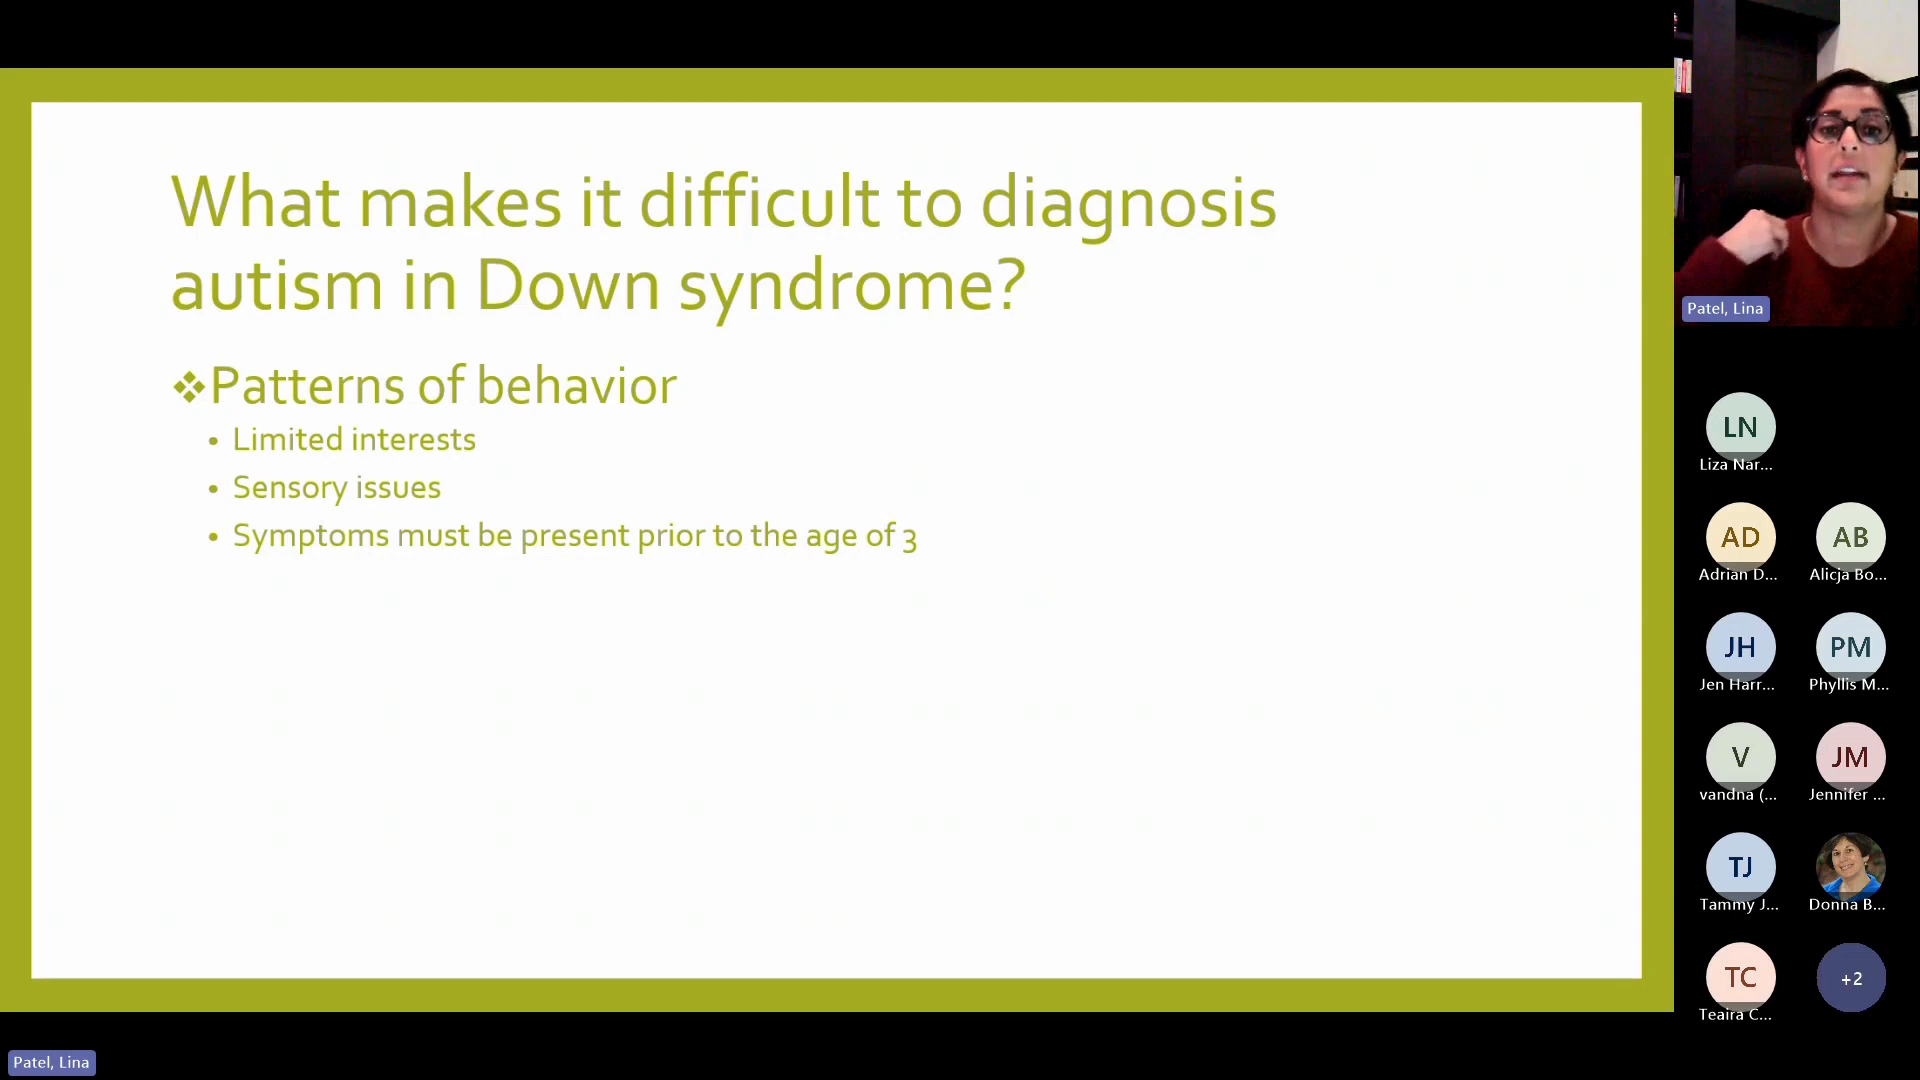 What makes it difficult to diagnosis
autism in Down syndrome?
❖Patterns of behavior
• Limited interests
• Sensory issues
• Symptoms must be present prior to the age of 3
Patel, Lina
LN
Liza Nar...
AD
Adrian D...
AB
Alicja Bo...
JH
Jen Harr...
PM
Phyllis M...
V
vandna (...
JM
Jennifer ...
TJ
Tammy J...
Donna B...
TC
Teaira C...
+2
Patel, Lina